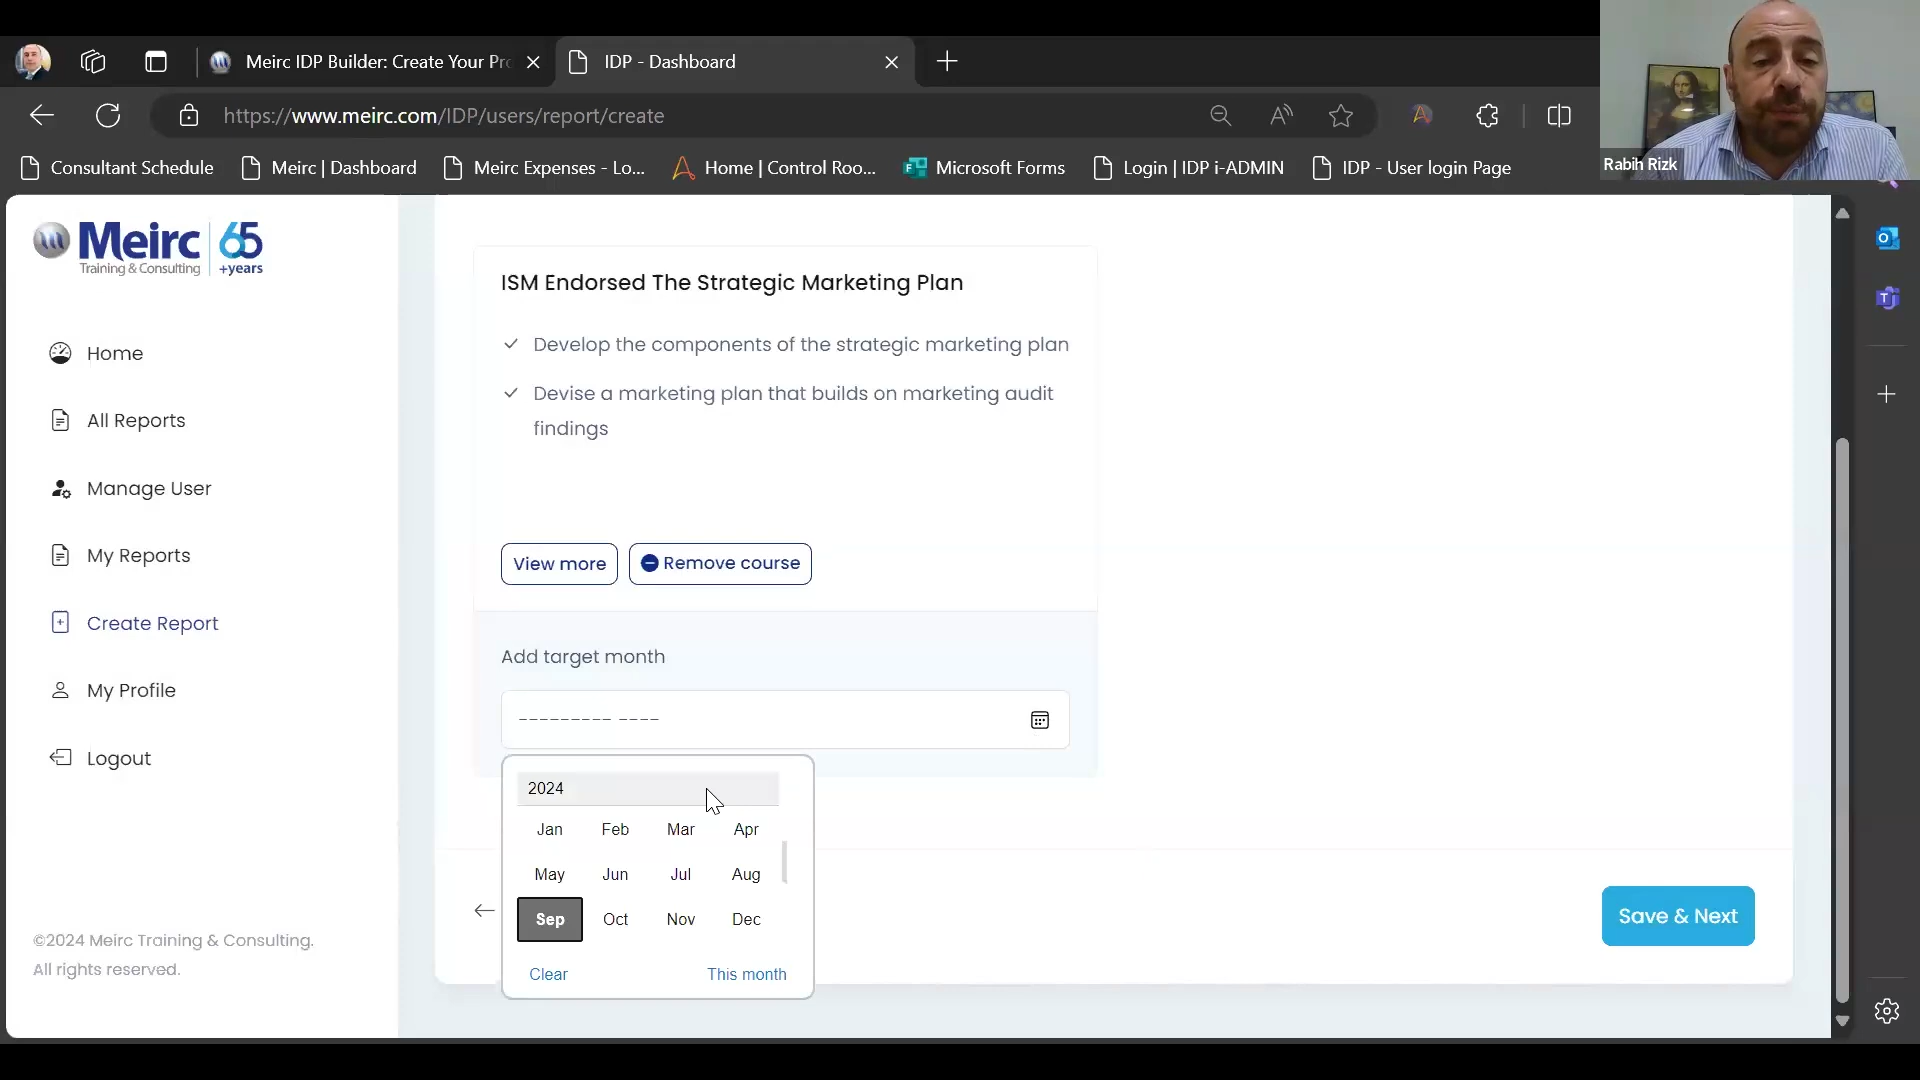 Meirc IDP Builder: Create Your Pro
IDP - Dashboard
https://www.meirc.com/IDP/users/report/create
Consultant Schedule
Meirc | Dashboard
Meirc Expenses - Lo...
Home | Control Roo...
Microsoft Forms
Login | IDP i-ADMIN
IDP - User login Page
Rabih Rizk
Meirc
Training & Consulting
65
+years
Home
All Reports
Manage User
My Reports
Create Report
My Profile
Logout
©2024 Meirc Training & Consulting.
All rights reserved.
ISM Endorsed The Strategic Marketing Plan
Develop the components of the strategic marketing plan
Devise a marketing plan that builds on marketing audit
findings
View more
Remove course
Add target month
--------- ----
2024
Jan Feb Mar Apr
May Jun Jul Aug
Sep Oct Nov Dec
Clear
This month
Save & Next